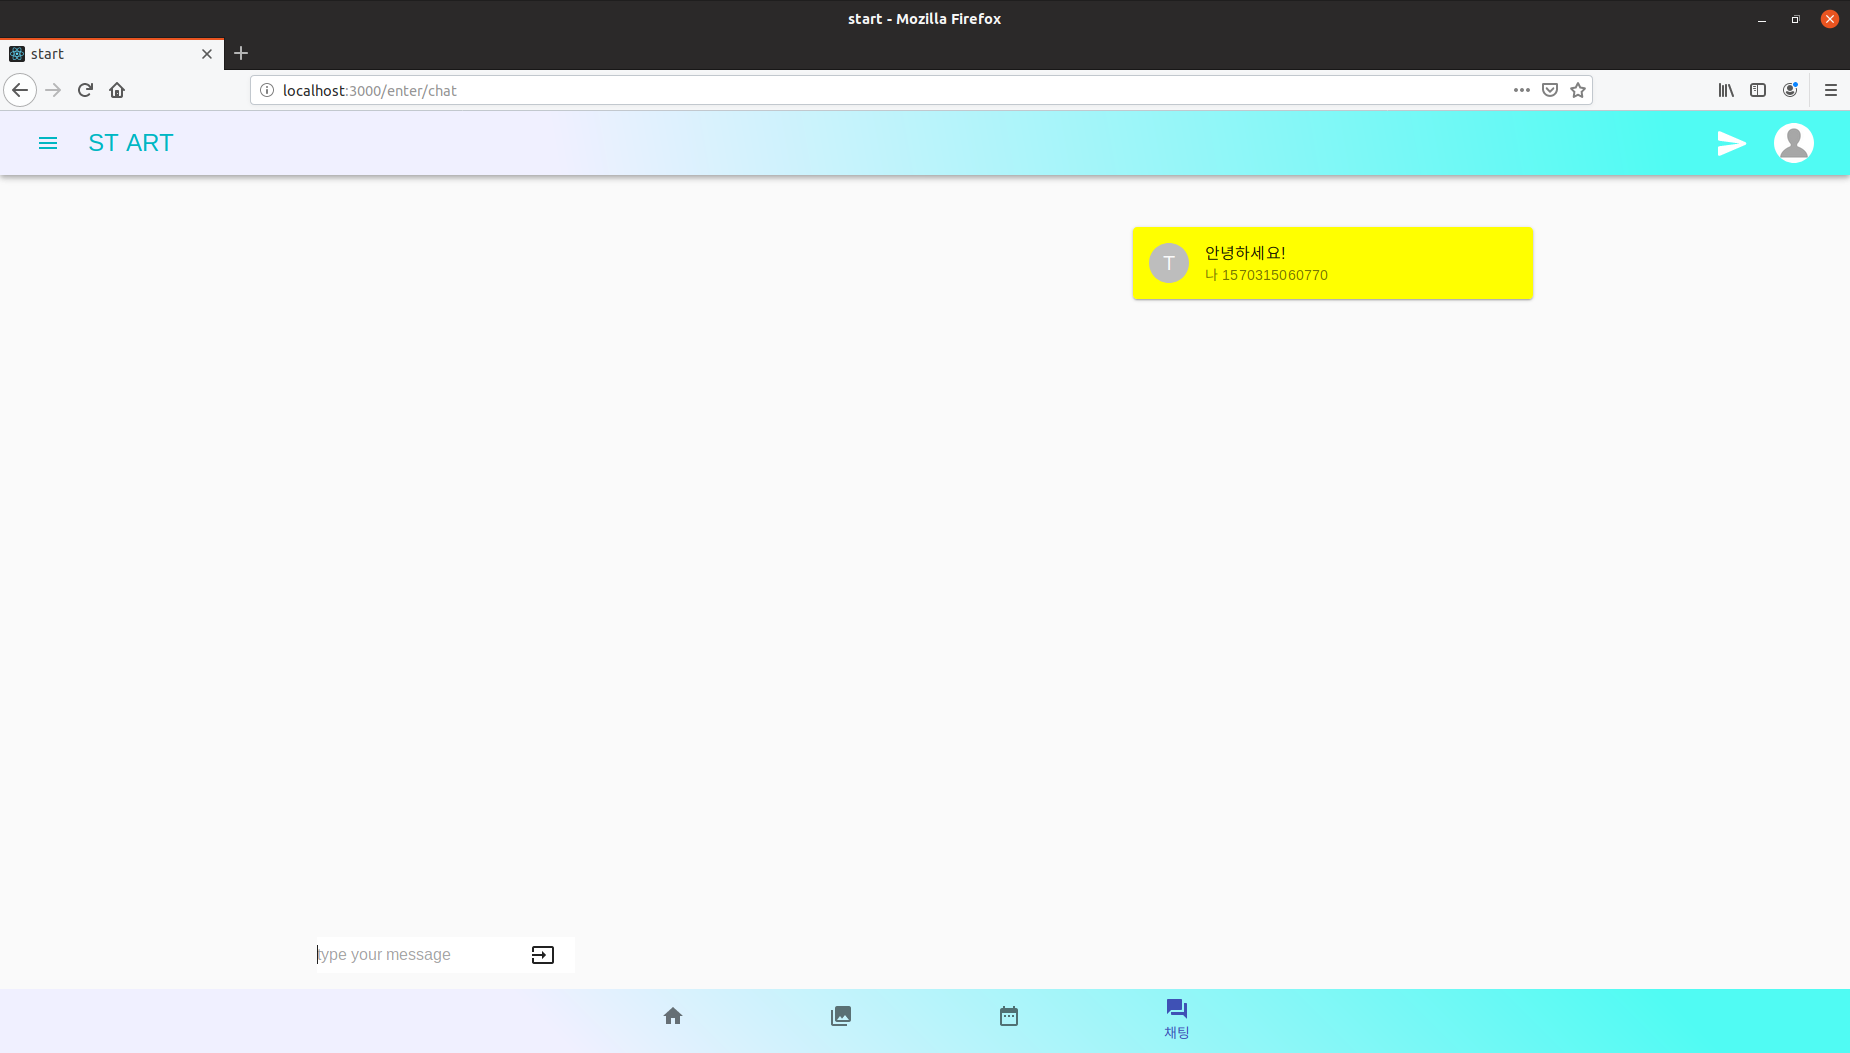 start - Mozilla Firefox
start
localhost:3000/enter/chat
ST ART
T
안녕하세요!
나 1570315060770
type your message
채팅